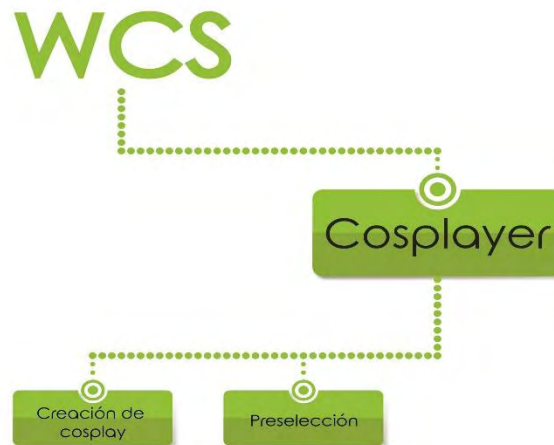 WCS
Cosplayer
Creación de
cosplay
Preselección